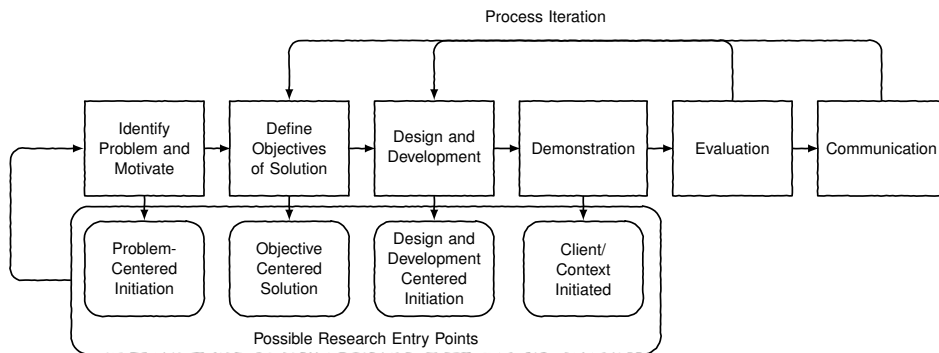 Process Iteration
Identify
Problem and
Motivate
Define
Objectives
of Solution
Design and
Development
Demonstration
Evaluation
Communication
Problem-
Centered
Initiation
Objective
Centered
Solution
Design and
Development
Centered
Initiation
Client/
Context
Initiated
Possible Research Entry Points